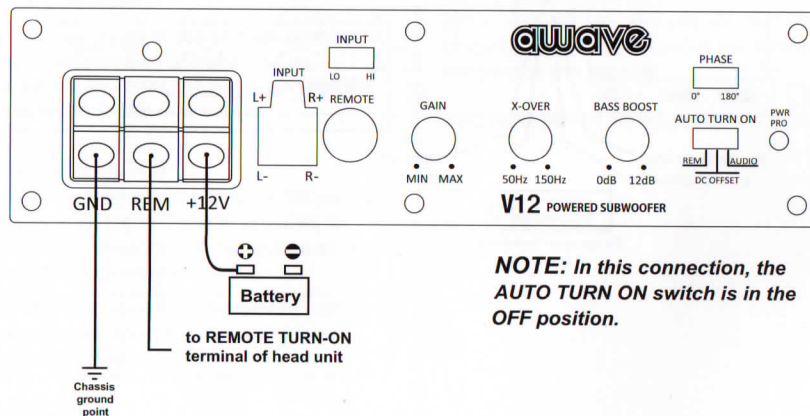 awave
INPUT
LO HI
INPUT
L+ R+
L- R-
REMOTE
GAIN
MIN MAX
X-OVER
50Hz 150Hz
BASS BOOST
0dB 12dB
PHASE
0° 180°
AUTO TURN ON
REM AUDIO
DC OFFSET
PWR
PRO
GND REM +12V
V12 POWERED SUBWOOFER
+ -
Battery
to REMOTE TURN-ON
terminal of head unit
Chassis
ground
point
NOTE: In this connection, the
AUTO TURN ON switch is in the
OFF position.